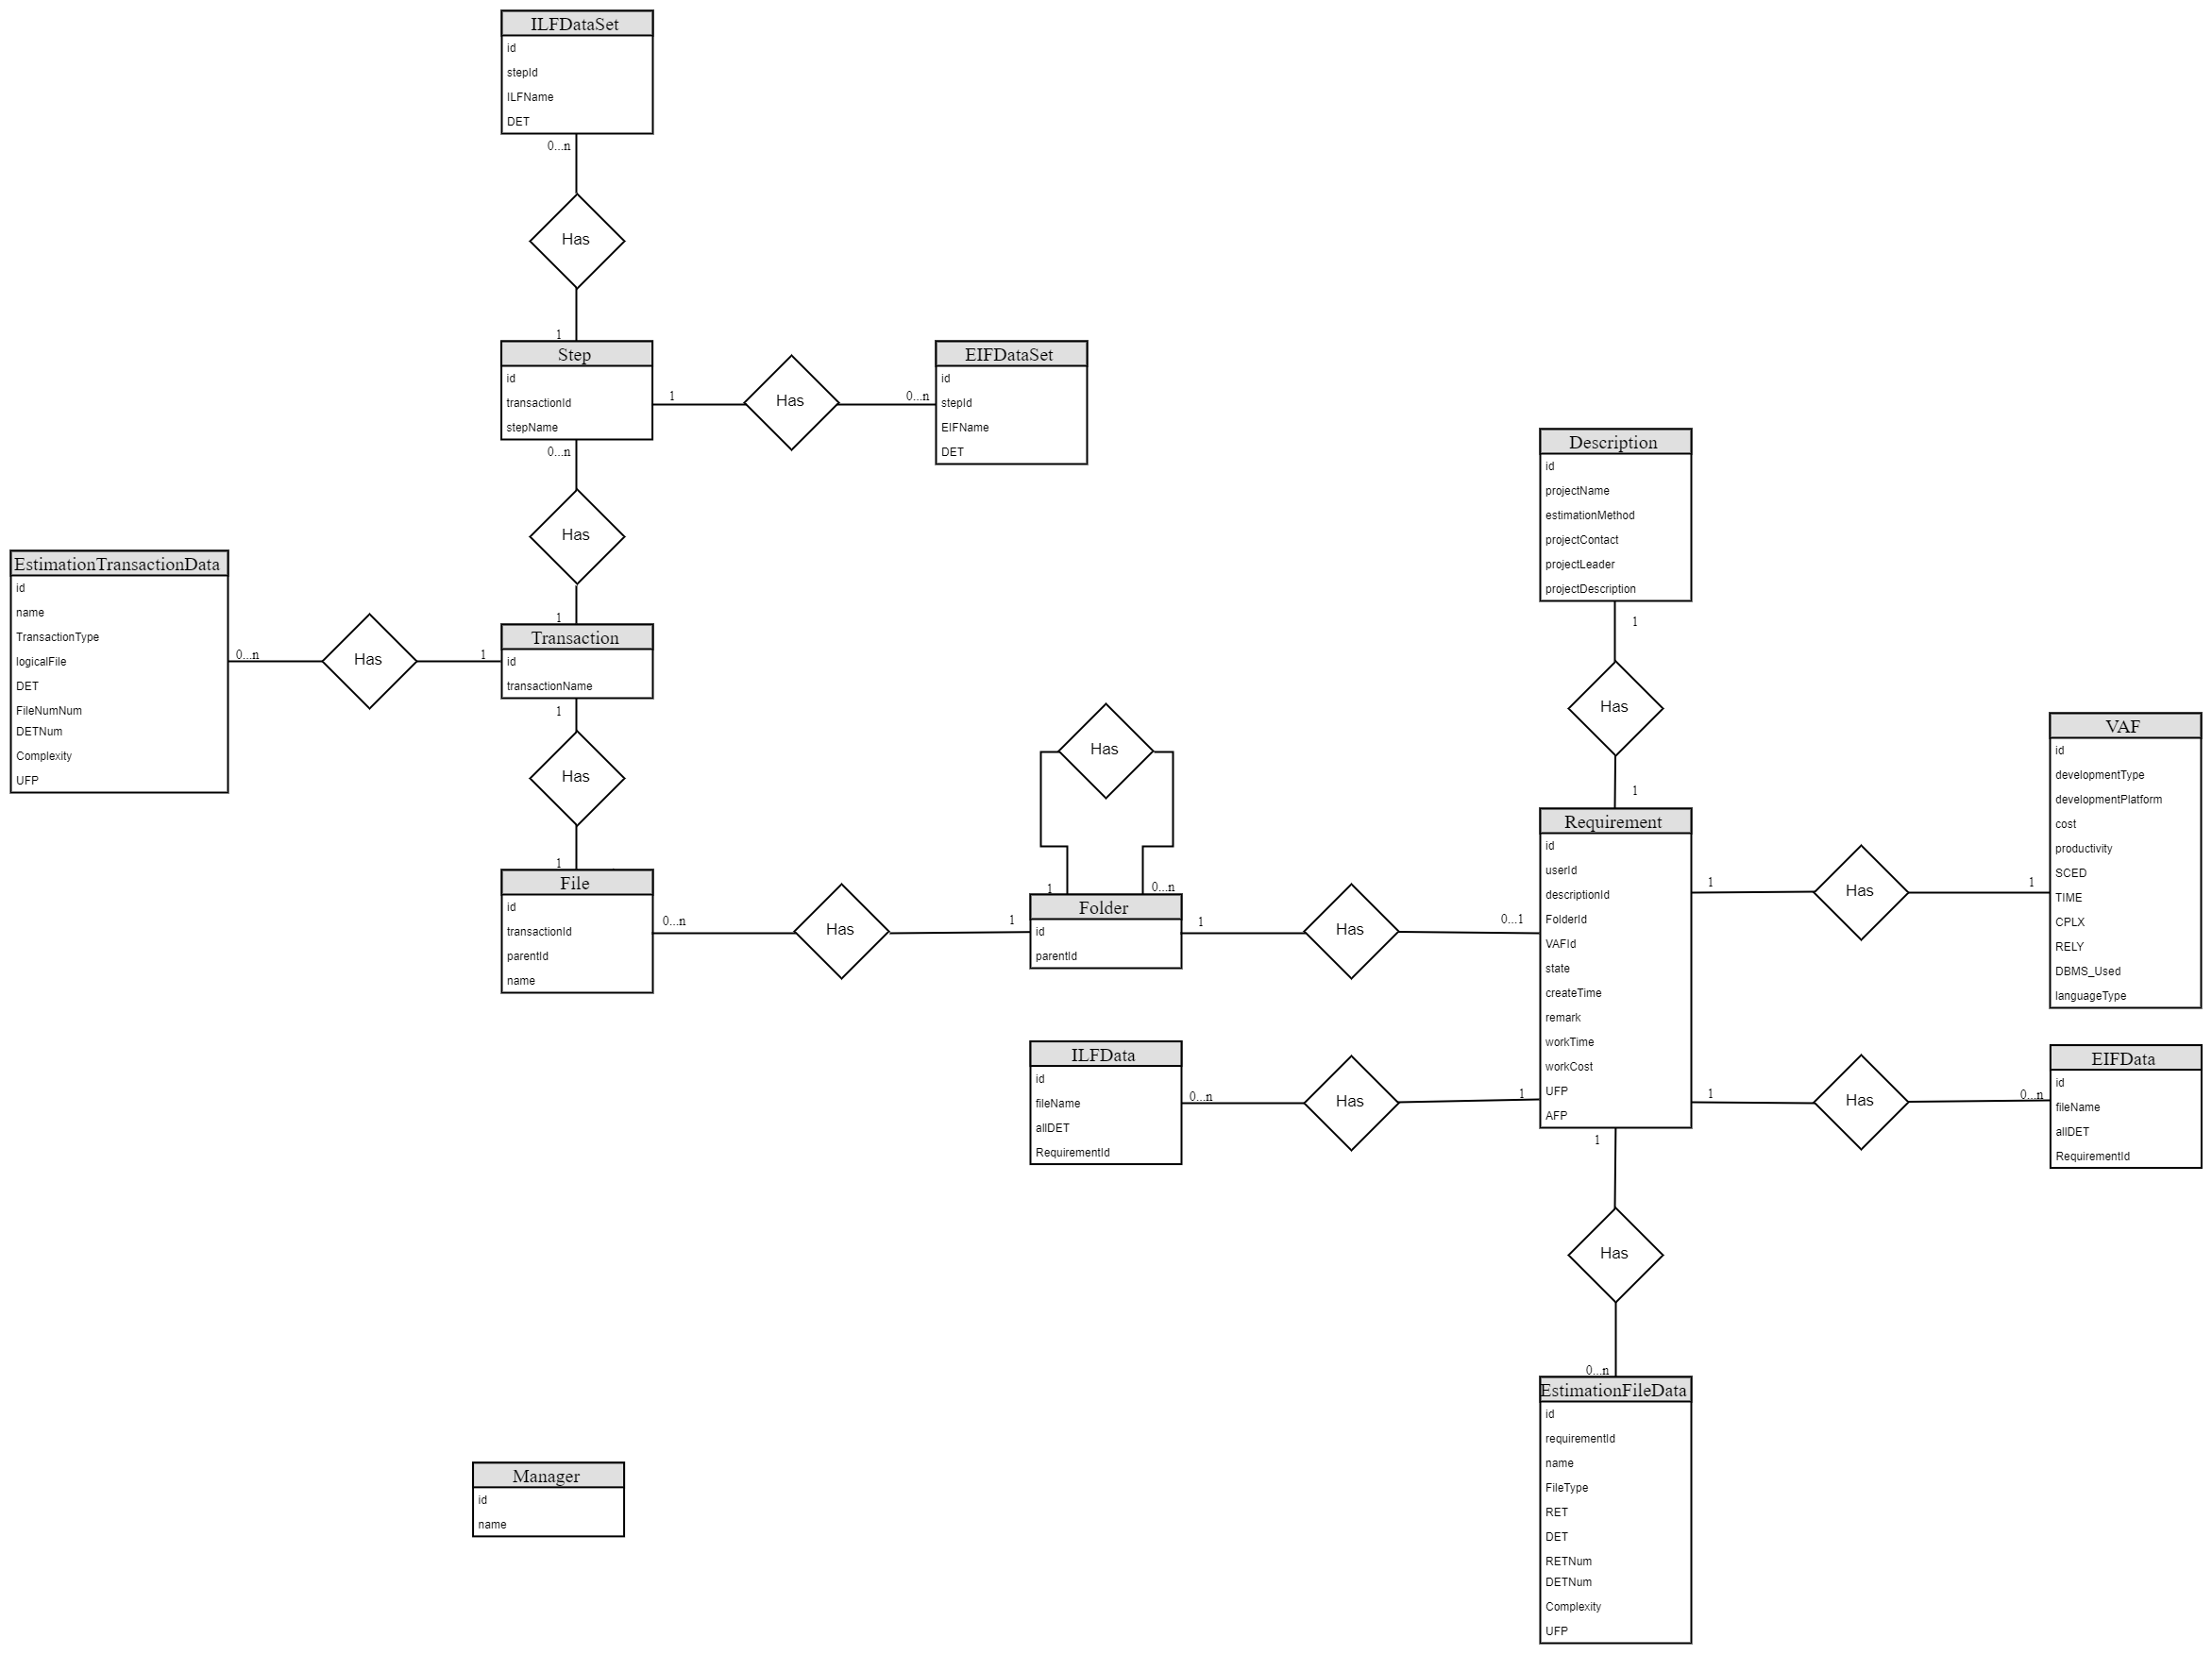 ILFDataSet
id
stepId
ILFName
DET
0...n
Has
1
Step
id
transactionId
stepName
1
Has
0...n
EIFDataSet
id
stepId
EIFName
DET
0...n
Has
1
Description
id
projectName
estimationMethod
projectContact
projectLeader
projectDescription
1
Has
1
EstimationTransactionData
id
name
TransactionType
logicalFile
DET
FileNumNum
DETNum
Complexity
UFP
0...n
Has
1
Transaction
id
transactionName
1
Has
1
File
id
transactionId
parentId
name
0...n
Has
1
Has
1
0...n
Folder
id
parentId
1
Has
0...1
Requirement
id
userId
descriptionId
FolderId
VAFId
state
createTime
remark
workTime
workCost
UFP
AFP
1
Has
1
VAF
id
developmentType
developmentPlatform
cost
productivity
SCED
TIME
CPLX
RELY
DBMS_Used
languageType
ILFData
id
fileName
allDET
RequirementId
0...n
Has
1
1
Has
0...n
EIFData
id
fileName
allDET
RequirementId
1
Has
0...n
EstimationFileData
id
requirementId
name
FileType
RET
DET
RETNum
DETNum
Complexity
UFP
Manager
id
name